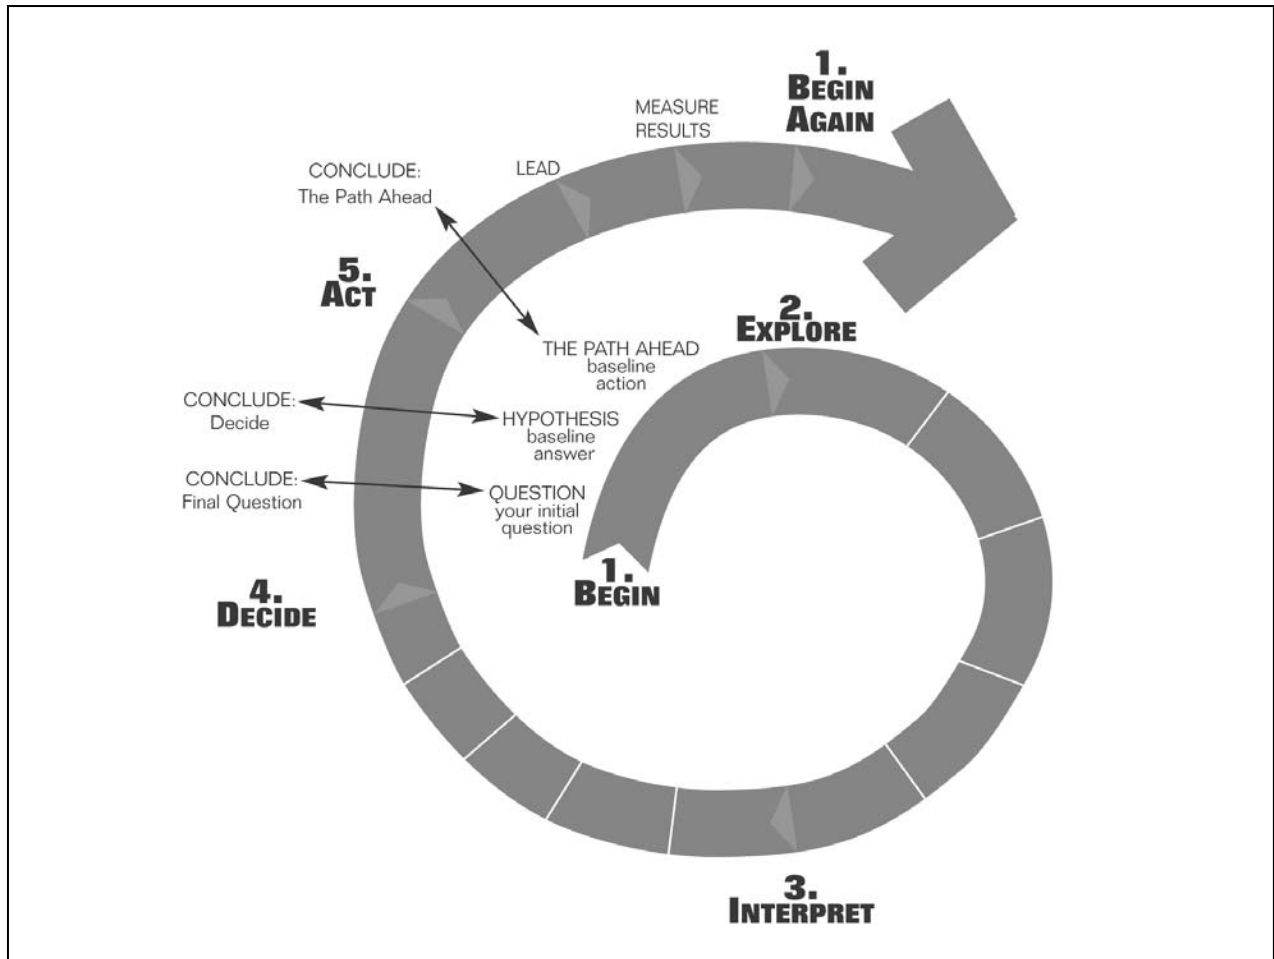 1.
BEGIN
AGAIN
MEASURE
RESULTS
LEAD
CONCLUDE:
The Path Ahead
5.
ACT
2.
EXPLORE
THE PATH AHEAD
baseline
action
CONCLUDE:
Decide
HYPOTHESIS
baseline
answer
CONCLUDE:
Final Question
QUESTION
your initial
question
1.
BEGIN
4.
DECIDE
3.
INTERPRET